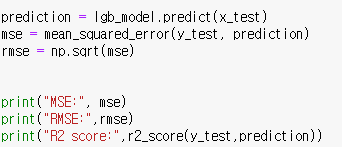 prediction = lgb_model.predict(x_test)
mse = mean_squared_error(y_test, prediction)
rmse = np.sqrt(mse)
print("MSE:", mse)
print("RMSE:",rmse)
print("R2 score:",r2_score(y_test,prediction))